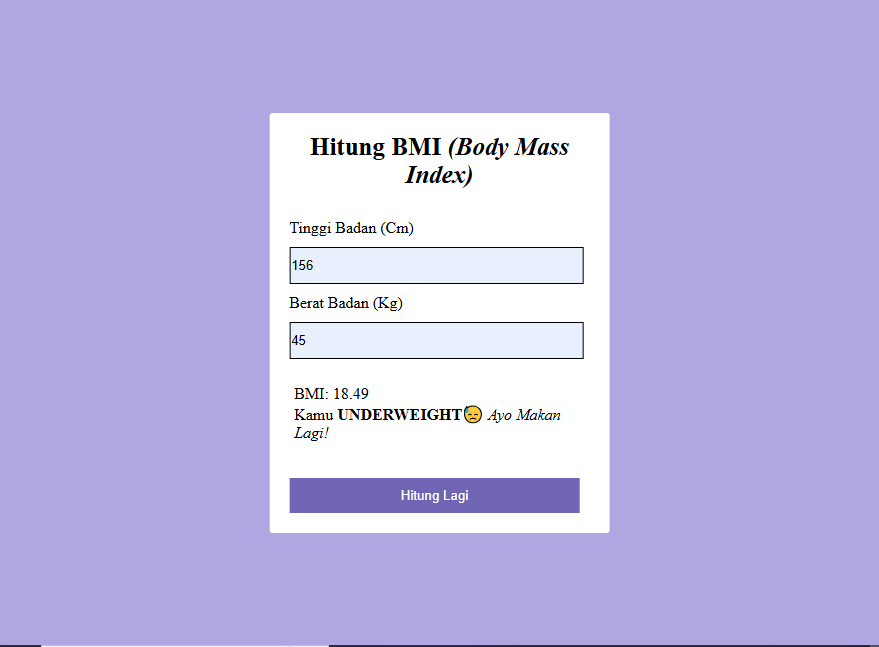 Hitung BMI (Body Mass
Index)
Tinggi Badan (Cm)
156
Berat Badan (Kg)
45
BMI: 18.49
Kamu UNDERWEIGHT😓 Ayo Makan
Lagi!
Hitung Lagi